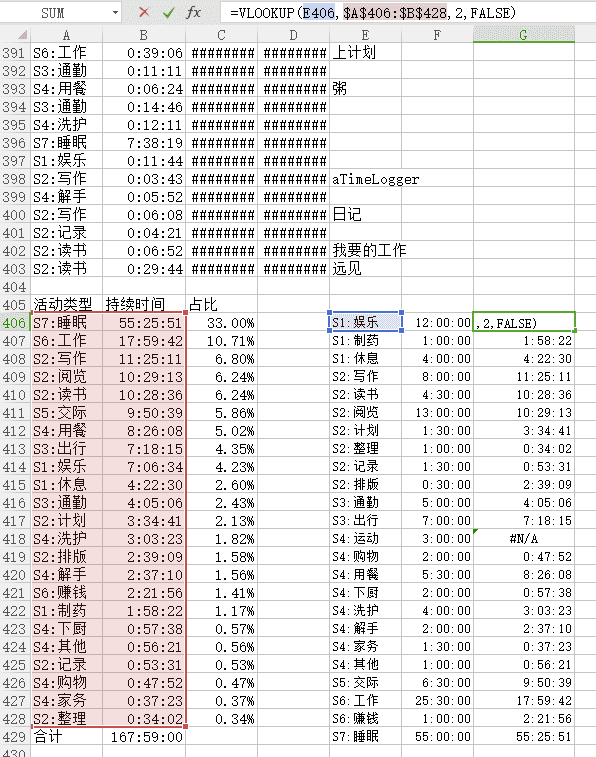 SUM fx =VLOOKUP(E406,$A$406:$B$428,2,FALSE)
A B C D E F G
391 S6:工作 0:39:06 ######## ######## 上计划
392 S3:通勤 0:11:11 ######## ########
393 S4:用餐 0:06:24 ######## ######## 粥
394 S3:通勤 0:14:46 ######## ########
395 S4:洗护 0:12:11 ######## ########
396 S7:睡眠 7:38:19 ######## ########
397 S1:娱乐 0:11:44 ######## ########
398 S2:写作 0:03:43 ######## ######## aTimeLogger
399 S4:解手 0:05:52 ######## ########
400 S2:写作 0:06:08 ######## ######## 日记
401 S2:记录 0:04:21 ######## ########
402 S2:读书 0:06:52 ######## ######## 我要的工作
403 S2:读书 0:29:44 ######## ######## 远见
404
405 活动类型 持续时间 占比
406 S7:睡眠 55:25:51 33.00% S1:娱乐 12:00:00 ,2,FALSE)
407 S6:工作 17:59:42 10.71% S1:制药 1:00:00 1:58:22
408 S2:写作 11:25:11 6.80% S1:休息 4:00:00 4:22:30
409 S2:阅览 10:29:13 6.24% S2:写作 8:00:00 11:25:11
410 S2:读书 10:28:36 6.24% S2:读书 4:30:00 10:28:36
411 S5:交际 9:50:39 5.86% S2:阅览 13:00:00 10:29:13
412 S4:用餐 8:26:08 5.02% S2:计划 1:30:00 3:34:41
413 S3:出行 7:18:15 4.35% S2:整理 1:00:00 0:34:02
414 S1:娱乐 7:06:34 4.23% S2:记录 1:30:00 0:53:31
415 S1:休息 4:22:30 2.60% S2:排版 0:30:00 2:39:09
416 S3:通勤 4:05:06 2.43% S3:通勤 5:00:00 4:05:06
417 S2:计划 3:34:41 2.13% S3:出行 7:00:00 7:18:15
418 S4:洗护 3:03:23 1.82% S4:运动 3:00:00 #N/A
419 S2:排版 2:39:09 1.58% S4:购物 2:00:00 0:47:52
420 S4:解手 2:37:10 1.56% S4:用餐 5:30:00 8:26:08
421 S6:赚钱 2:21:56 1.41% S4:下厨 2:00:00 0:57:38
422 S1:制药 1:58:22 1.17% S4:洗护 4:00:00 3:03:23
423 S4:下厨 0:57:38 0.57% S4:解手 2:00:00 2:37:10
424 S4:其他 0:56:21 0.56% S4:家务 1:30:00 0:37:23
425 S2:记录 0:53:31 0.53% S4:其他 1:00:00 0:56:21
426 S4:购物 0:47:52 0.47% S5:交际 6:30:00 9:50:39
427 S4:家务 0:37:23 0.37% S6:工作 25:30:00 17:59:42
428 S2:整理 0:34:02 0.34% S6:赚钱 1:00:00 2:21:56
429 合计 167:59:00 S7:睡眠 55:00:00 55:25:51
430